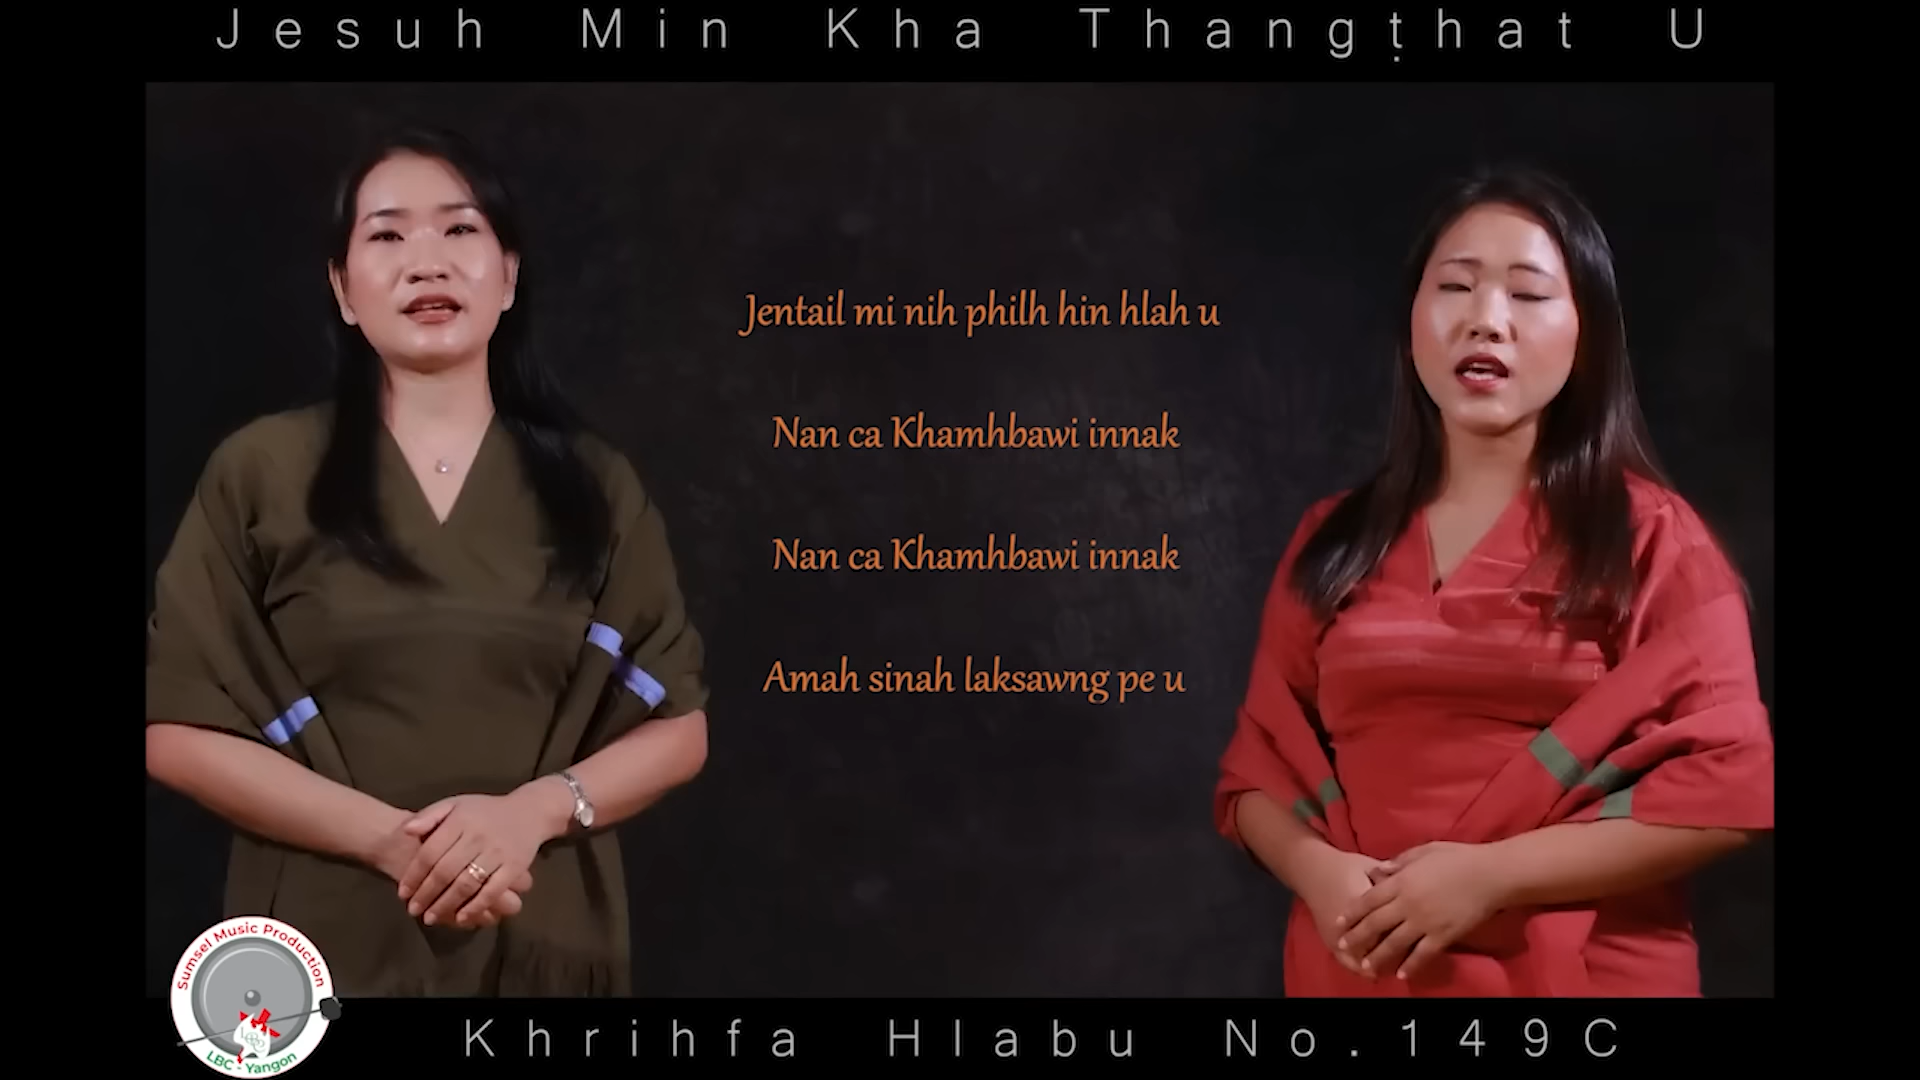 Jesuh Min Kha Thangṭhat U
Jentail mi nih philh hin hlah u
Nan ca Khamhbawi innak
Nan ca Khamhbawi innak
Amah sinah laksawng pe u
Sumsel Music Production
LBC - Yangon
Khrihfa Hlabu No.149C